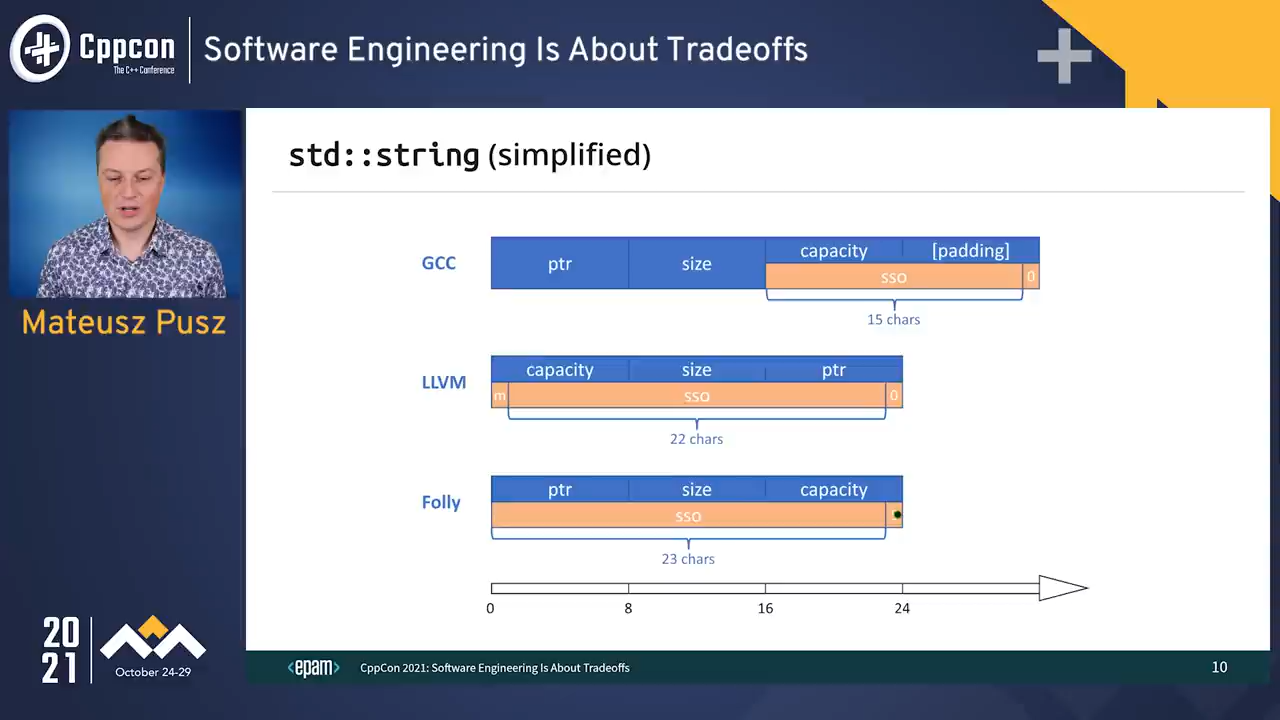 Cppcon
The C++ Conference
Software Engineering Is About Tradeoffs
Mateusz Pusz
std::string (simplified)
GCC
ptr
size
capacity
[padding]
sso
0
15 chars
LLVM
capacity
size
ptr
m
sso
0
22 chars
Folly
ptr
size
capacity
sso
23 chars
0
8
16
24
20
21
October 24-29
<epam>
CppCon 2021: Software Engineering Is About Tradeoffs
10